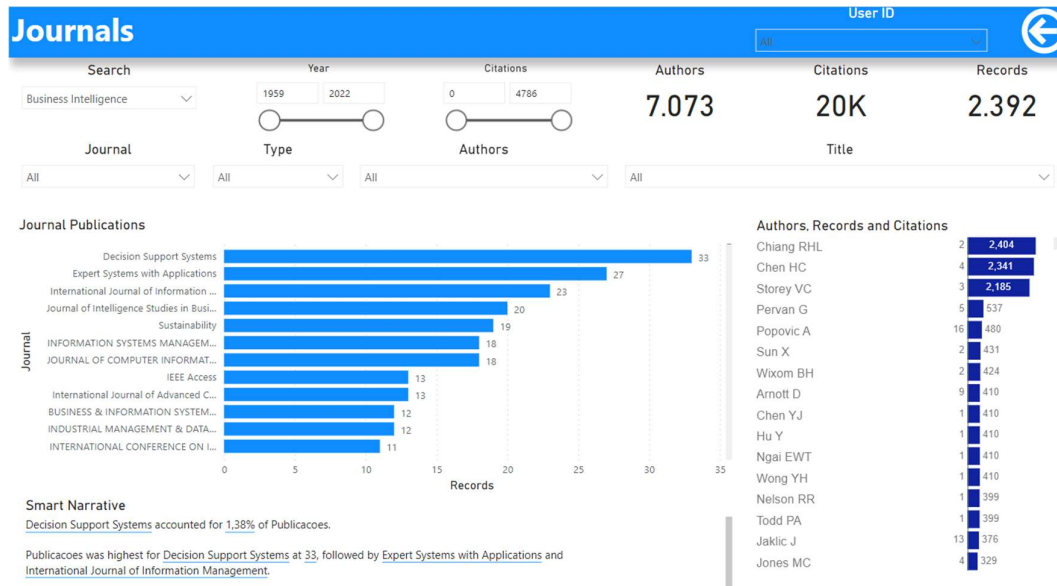 Journals
User ID
All
Search
Year
Citations
Authors
Citations
Records
Business Intelligence
1959
2022
0
4786
7.073
20K
2.392
Journal
Type
Authors
Title
All
All
All
All
Journal Publications
Journal
Decision Support Systems 33
Expert Systems with Applications 27
International Journal of Information ... 23
Journal of Intelligence Studies in Busi... 20
Sustainability 19
INFORMATION SYSTEMS MANAGEM... 18
JOURNAL OF COMPUTER INFORMAT... 18
IEEE Access 13
International Journal of Advanced C... 13
BUSINESS & INFORMATION SYSTEM... 12
INDUSTRIAL MANAGEMENT & DATA... 12
INTERNATIONAL CONFERENCE ON I... 11
0 5 10 15 20 25 30 35
Records
Authors, Records and Citations
Chiang RHL 2 2,404
Chen HC 4 2,341
Storey VC 3 2,185
Pervan G 5 537
Popovic A 16 480
Sun X 2 431
Wixom BH 2 424
Arnott D 9 410
Chen YJ 1 410
Hu Y 1 410
Ngai EWT 1 410
Wong YH 1 410
Nelson RR 1 399
Todd PA 1 399
Jaklic J 13 376
Jones MC 4 329
Smart Narrative
Decision Support Systems accounted for 1,38% of Publicacoes.
Publicacoes was highest for Decision Support Systems at 33, followed by Expert Systems with Applications and
International Journal of Information Management.